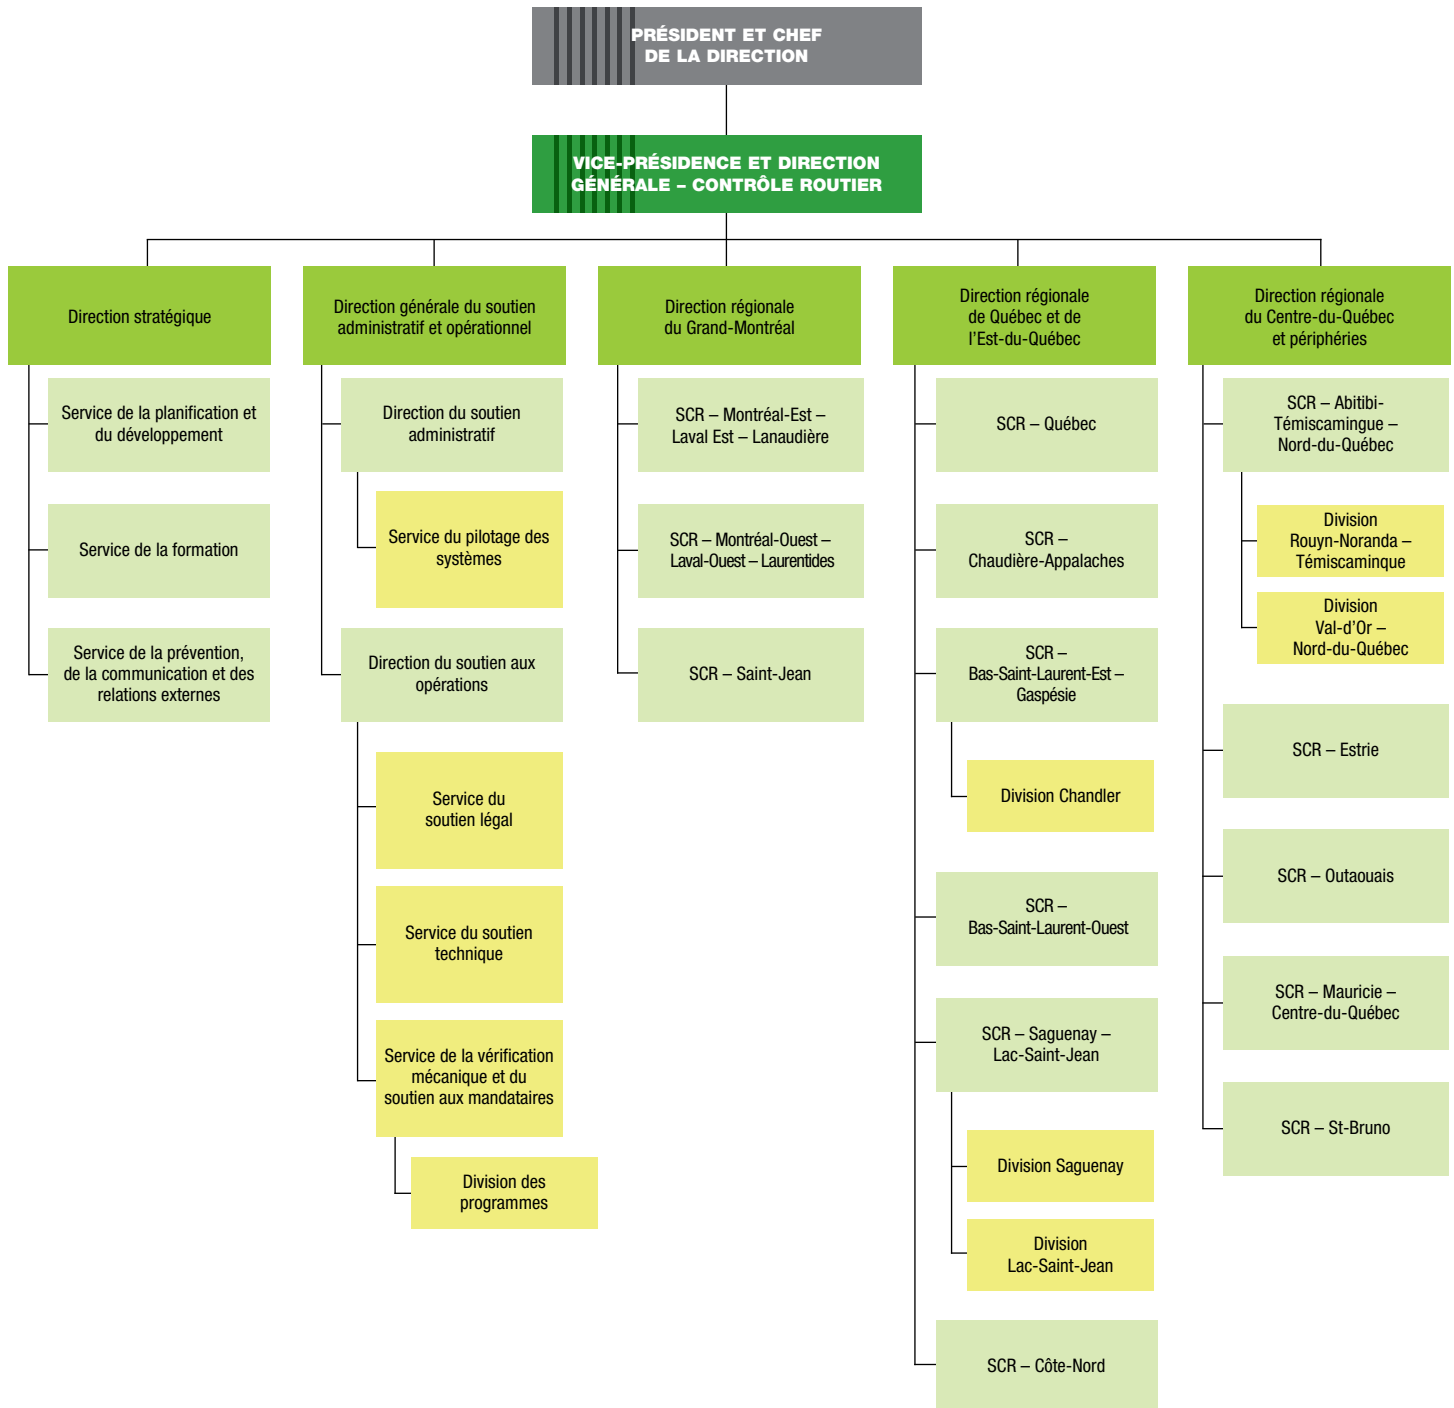 PRÉSIDENT ET CHEF
DE LA DIRECTION
VICE-PRÉSIDENCE ET DIRECTION
GÉNÉRALE – CONTRÔLE ROUTIER
Direction stratégique
Service de la planification et
du développement
Service de la formation
Service de la prévention,
de la communication et des
relations externes
Direction générale du soutien
administratif et opérationnel
Direction du soutien
administratif
Service du pilotage des
systèmes
Direction du soutien aux
opérations
Service du
soutien légal
Service du soutien
technique
Service de la vérification
mécanique et du
soutien aux mandataires
Division des
programmes
Direction régionale
du Grand-Montréal
SCR – Montréal-Est –
Laval Est – Lanaudière
SCR – Montréal-Ouest –
Laval-Ouest – Laurentides
SCR – Saint-Jean
Direction régionale
de Québec et de
l'Est-du-Québec
SCR – Québec
SCR –
Chaudière-Appalaches
SCR –
Bas-Saint-Laurent-Est –
Gaspésie
Division Chandler
SCR –
Bas-Saint-Laurent-Ouest
SCR – Saguenay –
Lac-Saint-Jean
Division Saguenay
Division
Lac-Saint-Jean
SCR – Côte-Nord
Direction régionale
du Centre-du-Québec
et périphéries
SCR – Abitibi-
Témiscamingue –
Nord-du-Québec
Division
Rouyn-Noranda –
Témiscaminque
Division
Val-d'Or –
Nord-du-Québec
SCR – Estrie
SCR – Outaouais
SCR – Mauricie –
Centre-du-Québec
SCR – St-Bruno